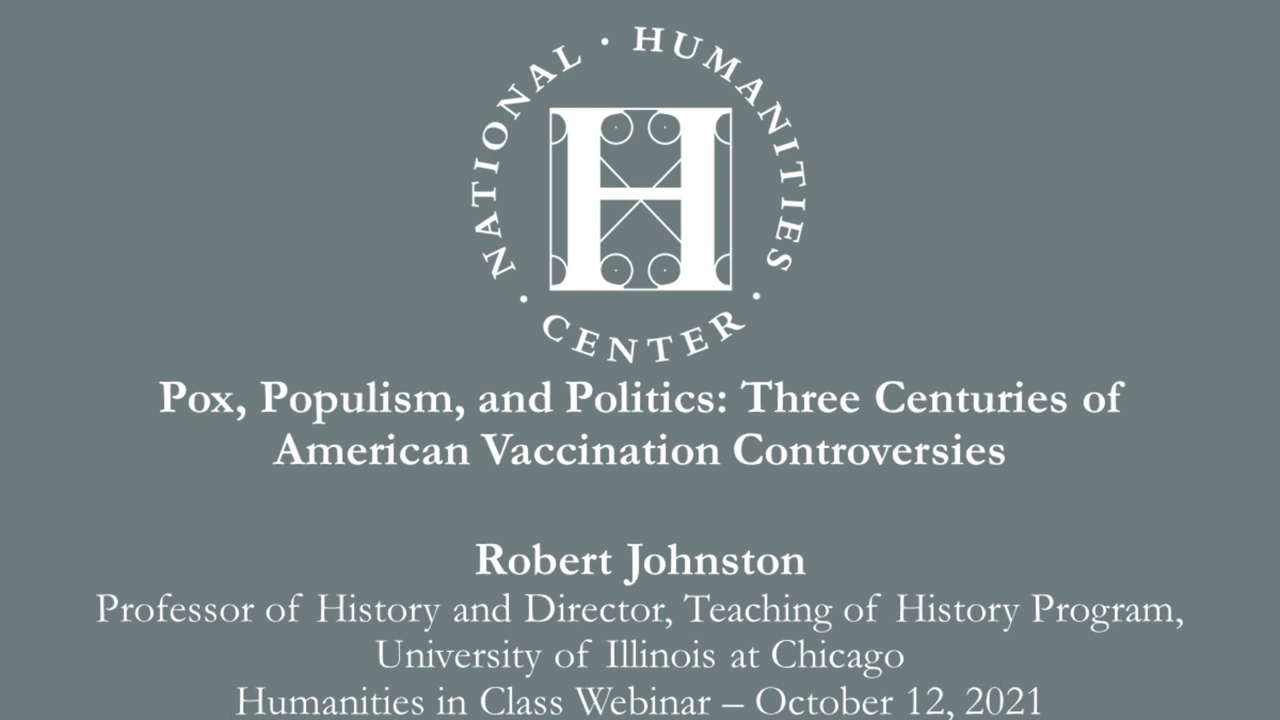 NATIONAL · HUMANITIES · CENTER ·
H
Pox, Populism, and Politics: Three Centuries of
American Vaccination Controversies
Robert Johnston
Professor of History and Director, Teaching of History Program,
University of Illinois at Chicago
Humanities in Class Webinar – October 12, 2021